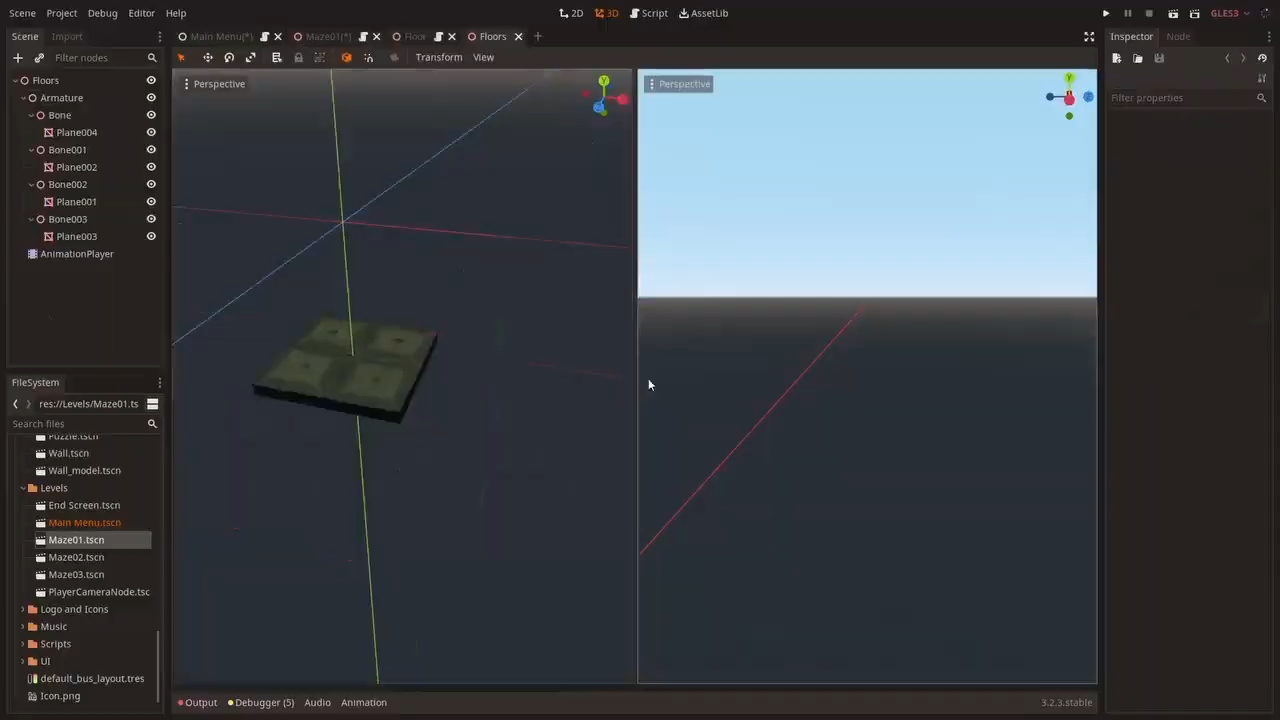 Scene Project Debug Editor Help
2D 3D Script AssetLib
GLES3
Scene Import
Main Menu(*) Maze01(*) Floor Floors
Inspector Node
Filter nodes
Transform View
Floors
Armature
Bone
Plane004
Bone001
Plane002
Bone002
Plane001
Bone003
Plane003
AnimationPlayer
Perspective
Y
Perspective
Y
Filter properties
FileSystem
res://Levels/Maze01.ts
Search files
Puzzle.tscn
Wall.tscn
Wall_model.tscn
Levels
End Screen.tscn
Main Menu.tscn
Maze01.tscn
Maze02.tscn
Maze03.tscn
PlayerCameraNode.tsc
Logo and Icons
Music
Scripts
UI
default_bus_layout.tres
Icon.png
Output Debugger (5) Audio Animation
3.2.3.stable